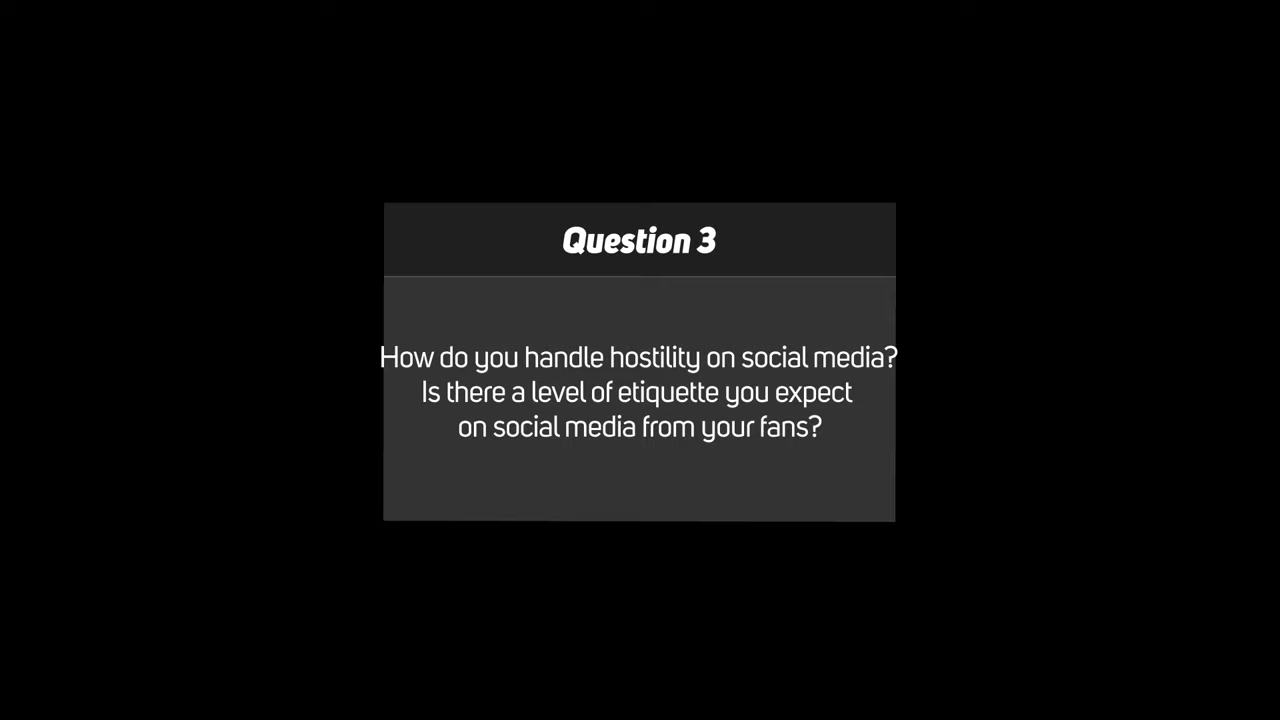 Question 3
How do you handle hostility on social media?
Is there a level of etiquette you expect
on social media from your fans?